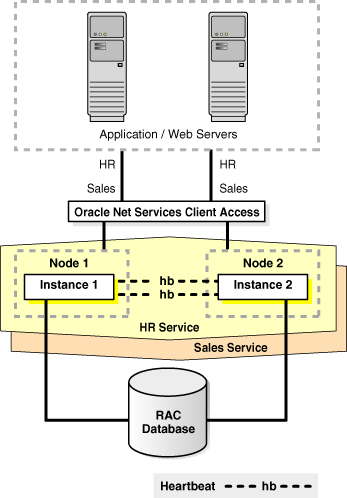 Application / Web Servers
HR HR
Sales Sales
Oracle Net Services Client Access
Node 1 Node 2
Instance 1 hb Instance 2
hb
HR Service
Sales Service
RAC
Database
Heartbeat hb